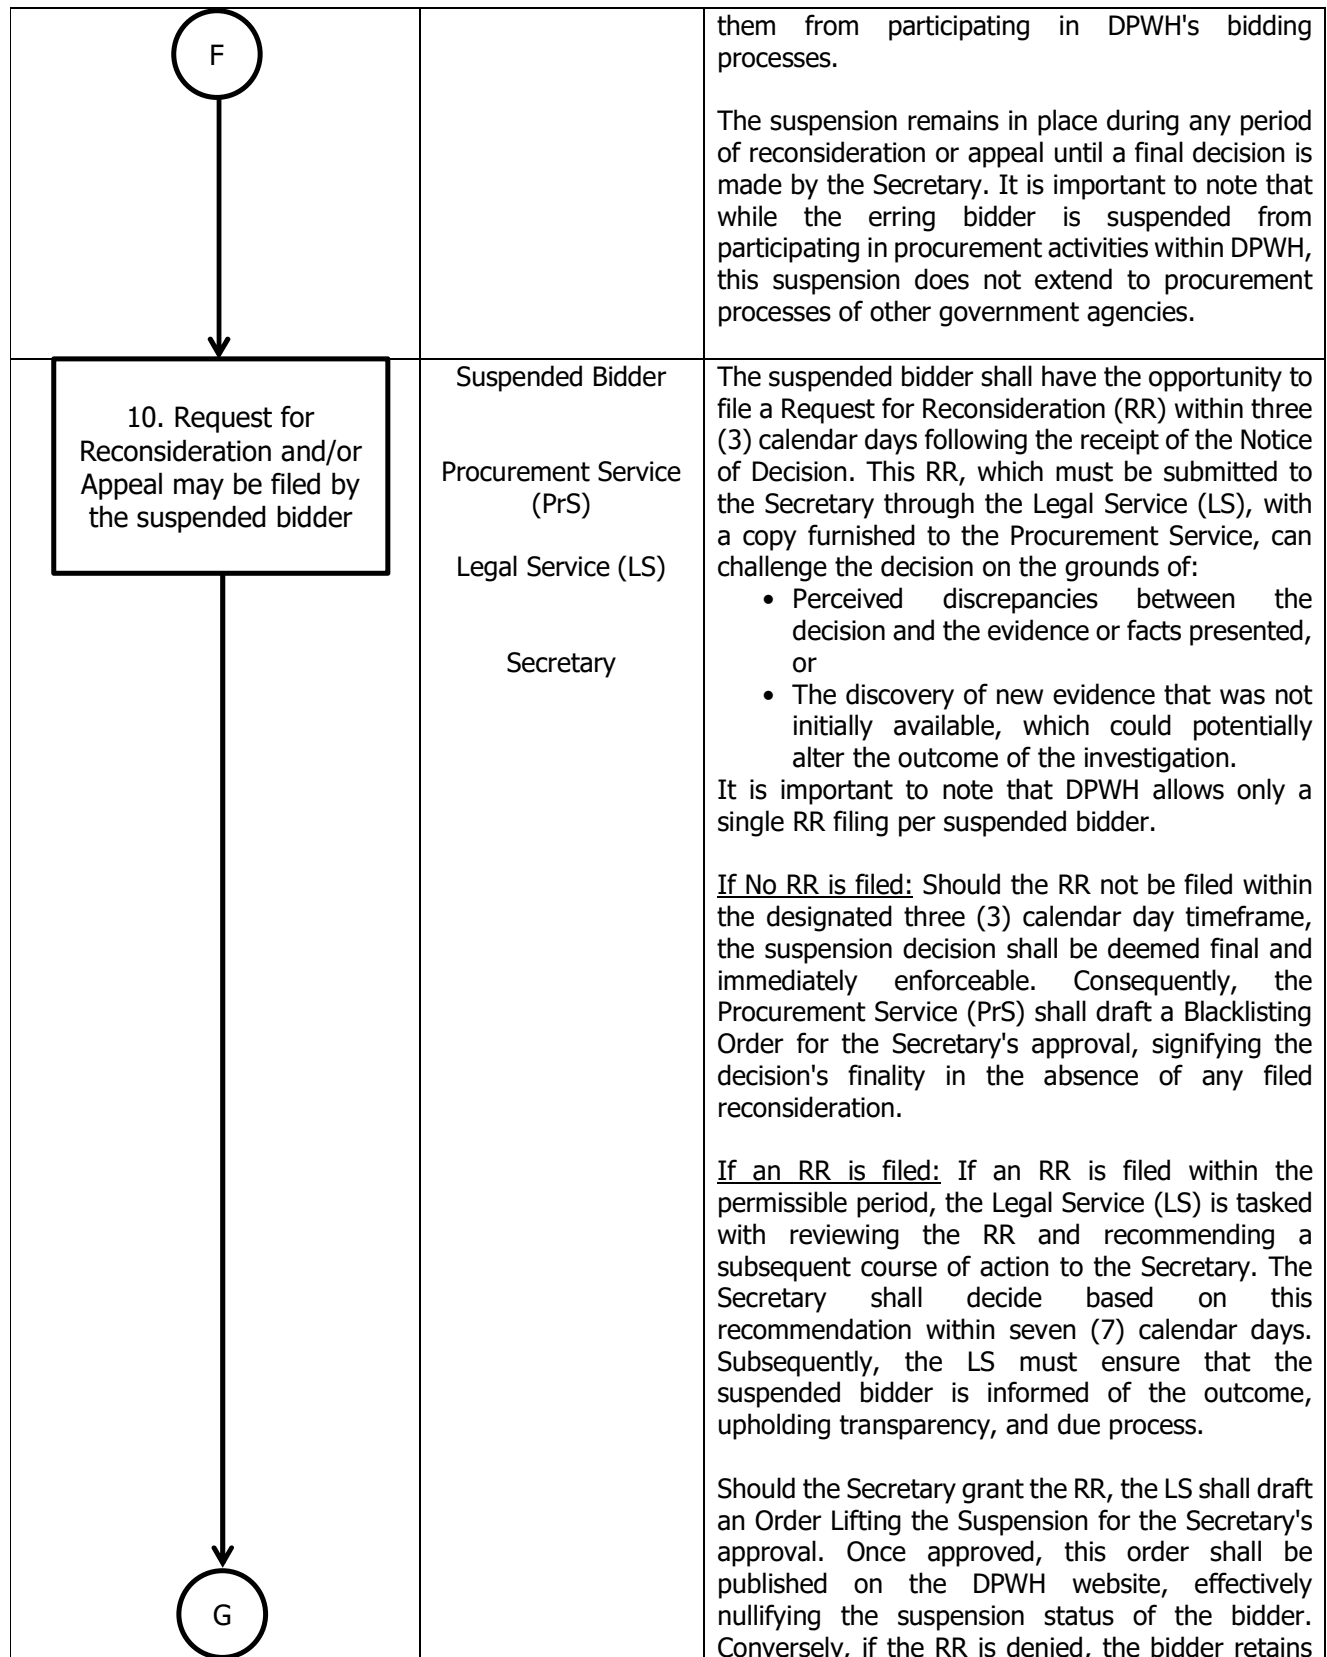 F
them from participating in DPWH's bidding
processes.
The suspension remains in place during any period
of reconsideration or appeal until a final decision is
made by the Secretary. It is important to note that
while the erring bidder is suspended from
participating in procurement activities within DPWH,
this suspension does not extend to procurement
processes of other government agencies.
10. Request for
Reconsideration and/or
Appeal may be filed by
the suspended bidder
Suspended Bidder
Procurement Service
(PrS)
Legal Service (LS)
Secretary
The suspended bidder shall have the opportunity to
file a Request for Reconsideration (RR) within three
(3) calendar days following the receipt of the Notice
of Decision. This RR, which must be submitted to
the Secretary through the Legal Service (LS), with
a copy furnished to the Procurement Service, can
challenge the decision on the grounds of:
• Perceived discrepancies between the
decision and the evidence or facts presented,
or
• The discovery of new evidence that was not
initially available, which could potentially
alter the outcome of the investigation.
It is important to note that DPWH allows only a
single RR filing per suspended bidder.
If No RR is filed: Should the RR not be filed within
the designated three (3) calendar day timeframe,
the suspension decision shall be deemed final and
immediately enforceable. Consequently, the
Procurement Service (PrS) shall draft a Blacklisting
Order for the Secretary's approval, signifying the
decision's finality in the absence of any filed
reconsideration.
If an RR is filed: If an RR is filed within the
permissible period, the Legal Service (LS) is tasked
with reviewing the RR and recommending a
subsequent course of action to the Secretary. The
Secretary shall decide based on this
recommendation within seven (7) calendar days.
Subsequently, the LS must ensure that the
suspended bidder is informed of the outcome,
upholding transparency, and due process.
Should the Secretary grant the RR, the LS shall draft
an Order Lifting the Suspension for the Secretary's
approval. Once approved, this order shall be
published on the DPWH website, effectively
nullifying the suspension status of the bidder.
Conversely, if the RR is denied, the bidder retains
G